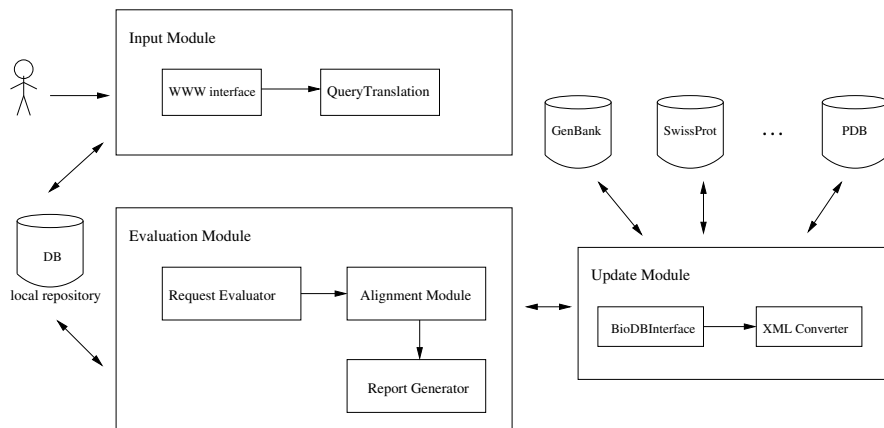 Input Module
WWW interface
QueryTranslation
GenBank
SwissProt
...
PDB
DB
local repository
Evaluation Module
Request Evaluator
Alignment Module
Report Generator
Update Module
BioDBInterface
XML Converter